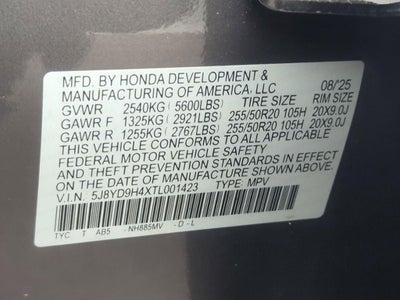 MFD. BY HONDA DEVELOPMENT &
MANUFACTURING OF AMERICA, LLC 08/25
GVWR 2540KG (5600LBS) TIRE SIZE RIM SIZE
GAWR F 1325KG (2921LBS) 255/50R20 105H 20X9.0J
GAWR R 1255KG (2767LBS) 255/50R20 105H 20X9.0J
THIS VEHICLE CONFORMS TO ALL APPLICABLE
FEDERAL MOTOR VEHICLE SAFETY
STANDARDS IN EFFECT ON THE DATE OF
MANUFACTURE SHOWN ABOVE.
V.I.N. 5J8YD9H4XTL001423 TYPE: MPV
TYC T AB5 NH885MV - D - L